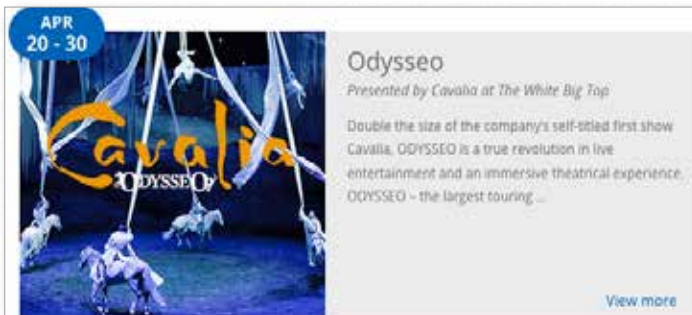 APR
20 - 30
Cavalia
ODYSSEO
Odysseo
Presented by Cavalia at The White Big Top
Double the size of the company's self-titled first show
Cavalia, ODYSSEO is a true revolution in live
entertainment and an immersive theatrical experience.
ODYSSEO – the largest touring ...
View more